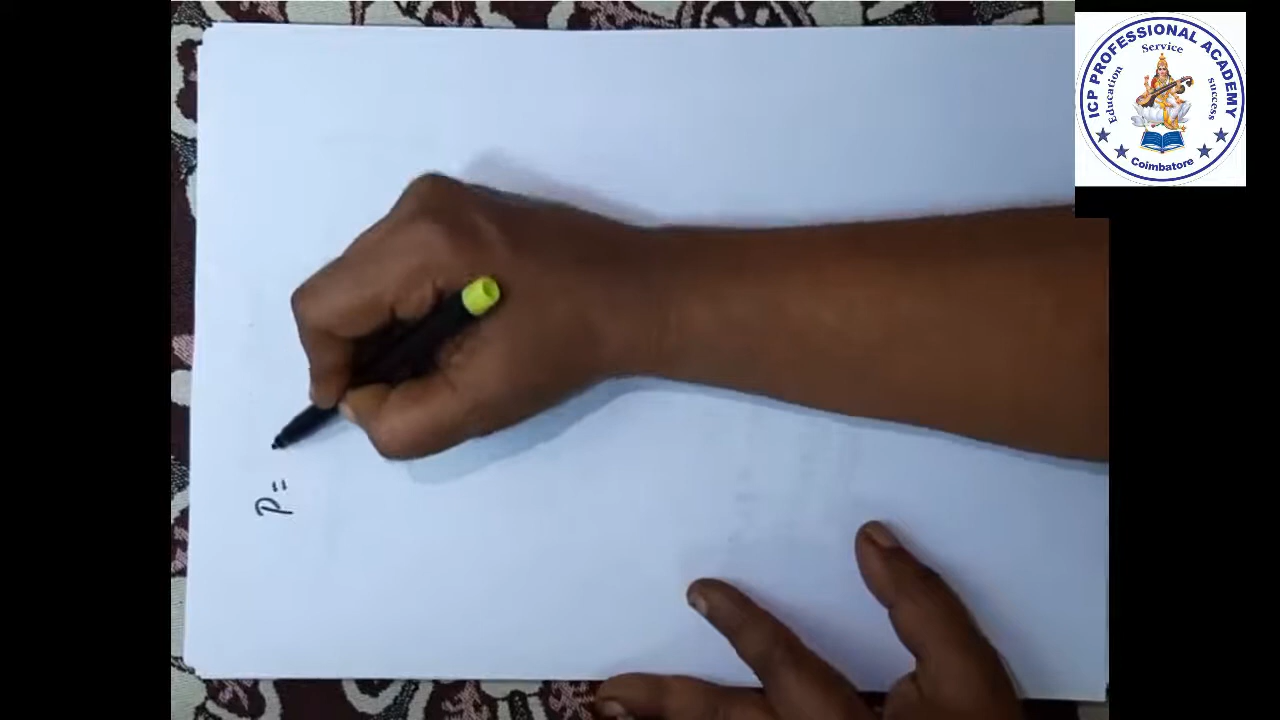 P=
ICP PROFESSIONAL ACADEMY
Service
Education
success
Coimbatore